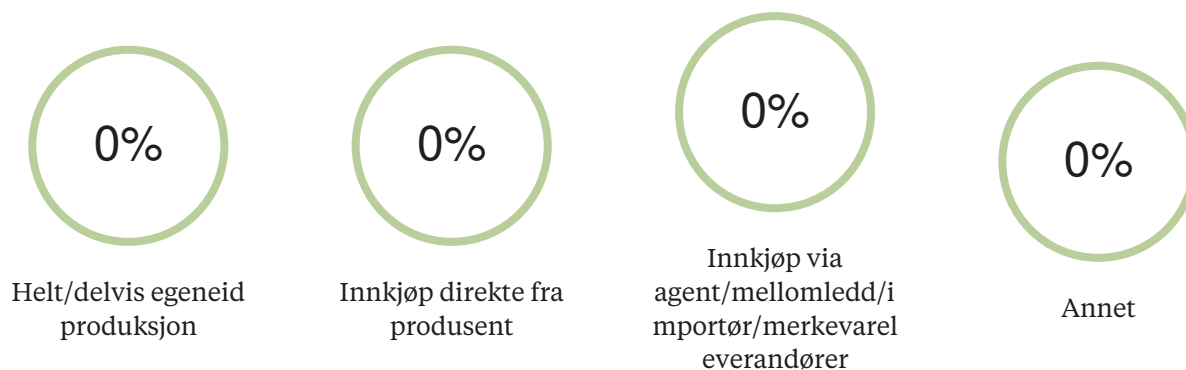 0%
Helt/delvis egeneid
produksjon
0%
Innkjøp direkte fra
produsent
0%
Innkjøp via
agent/mellomledd/i
mportør/merkevarel
everandører
0%
Annet